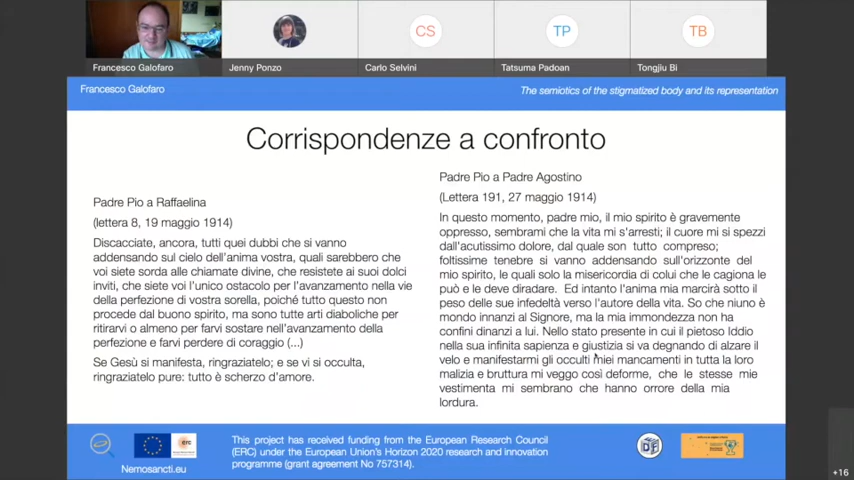 CS
TP
TB
Francesco Galofaro
Jenny Ponzo
Carlo Selvini
Tatsuma Padoan
Tongjiu Bi
Francesco Galofaro
The semiotics of the stigmatized body and its representation
Corrispondenze a confronto
Padre Pio a Raffaelina
(lettera 8, 19 maggio 1914)
Discacciate, ancora, tutti quei dubbi che si vanno
addensando sul cielo dell'anima vostra, quali sarebbero che
voi siete sorda alle chiamate divine, che resistete ai suoi dolci
inviti, che siete voi l'unico ostacolo per l'avanzamento nella vie
della perfezione di vostra sorella, poiché tutto questo non
procede dal buono spirito, ma sono tutte arti diaboliche per
ritirarvi o almeno per farvi sostare nell'avanzamento della
perfezione e farvi perdere di coraggio (...)
Se Gesù si manifesta, ringraziatelo; e se vi si occulta,
ringraziatelo pure: tutto è scherzo d'amore.
Padre Pio a Padre Agostino
(Lettera 191, 27 maggio 1914)
In questo momento, padre mio, il mio spirito è gravemente
oppresso, sembrami che la vita mi s'arresti; il cuore mi si spezzi
dall'acutissimo dolore, dal quale son tutto compreso;
foltissime tenebre si vanno addensando sull'orizzonte del
mio spirito, le quali solo la misericordia di colui che le cagiona le
può e le deve diradare. Ed intanto l'anima mia marcirà sotto il
peso delle sue infedeltà verso l'autore della vita. So che niuno è
mondo innanzi al Signore, ma la mia immondezza non ha
confini dinanzi a lui. Nello stato presente in cui il pietoso Iddio
nella sua infinita sapienza e giustizia si va degnando di alzare il
velo e manifestarmi gli occulti miei mancamenti in tutta la loro
malizia e bruttura mi veggo così deforme, che le stesse mie
vestimenta mi sembrano che hanno orrore della mia
lordura.
Nemosancti.eu
erc
This project has received funding from the European Research Council
(ERC) under the European Union's Horizon 2020 research and innovation
programme (grant agreement No 757314).
+16